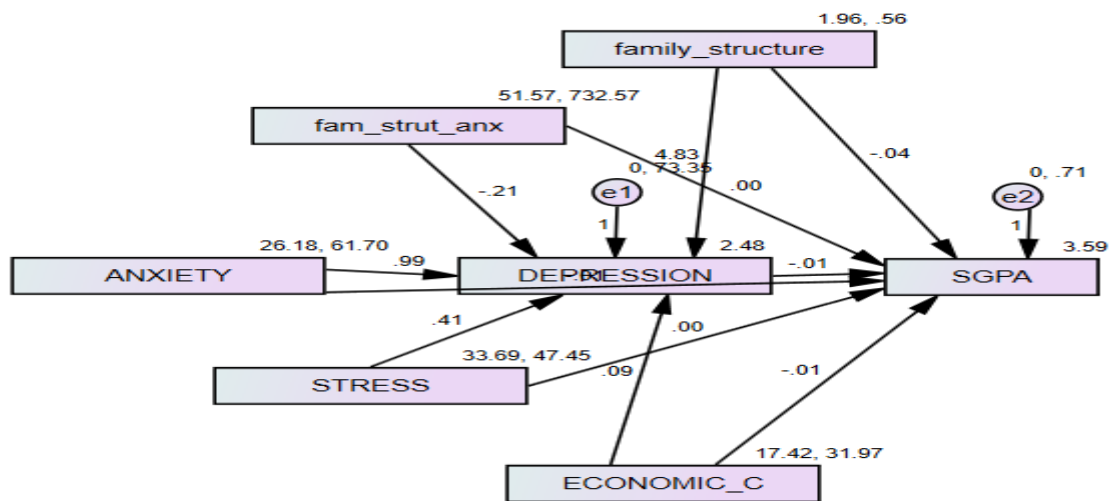 1.96, .56
family_structure
51.57, 732.57
fam_strut_anx
4.83
-.04
0, 73.35
0, .71
-.21
e1
.00
e2
1
1
26.18, 61.70
2.48
3.59
ANXIETY
.99
DEPRESSION
-.01
SGPA
.41
.00
33.69, 47.45
.09
-.01
STRESS
17.42, 31.97
ECONOMIC_C